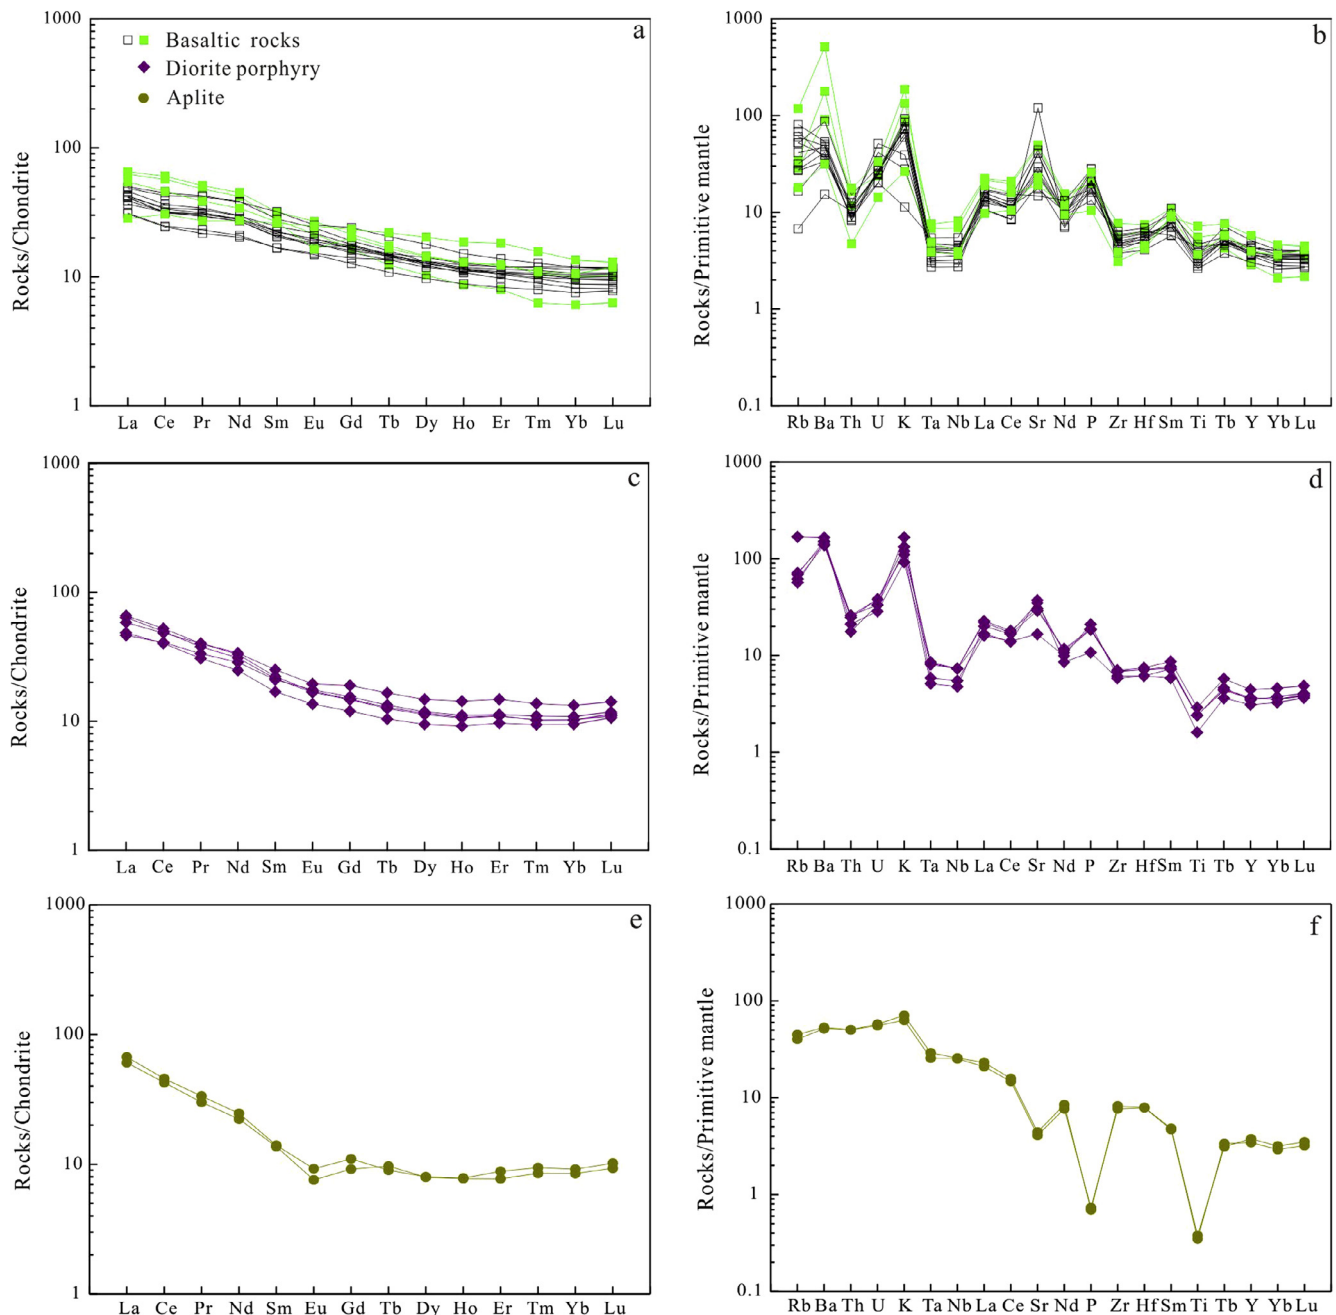 a
1000
100
10
1
Rocks/Chondrite
Basaltic rocks
Diorite porphyry
Aplite
La Ce Pr Nd Sm Eu Gd Tb Dy Ho Er Tm Yb Lu
b
1000
100
10
1
0.1
Rocks/Primitive mantle
Rb Ba Th U K Ta Nb La Ce Sr Nd P Zr Hf Sm Ti Tb Y Yb Lu
c
1000
100
10
1
Rocks/Chondrite
La Ce Pr Nd Sm Eu Gd Tb Dy Ho Er Tm Yb Lu
d
1000
100
10
1
0.1
Rocks/Primitive mantle
Rb Ba Th U K Ta Nb La Ce Sr Nd P Zr Hf Sm Ti Tb Y Yb Lu
e
1000
100
10
1
Rocks/Chondrite
La Ce Pr Nd Sm Eu Gd Tb Dy Ho Er Tm Yb Lu
f
1000
100
10
1
0.1
Rocks/Primitive mantle
Rb Ba Th U K Ta Nb La Ce Sr Nd P Zr Hf Sm Ti Tb Y Yb Lu